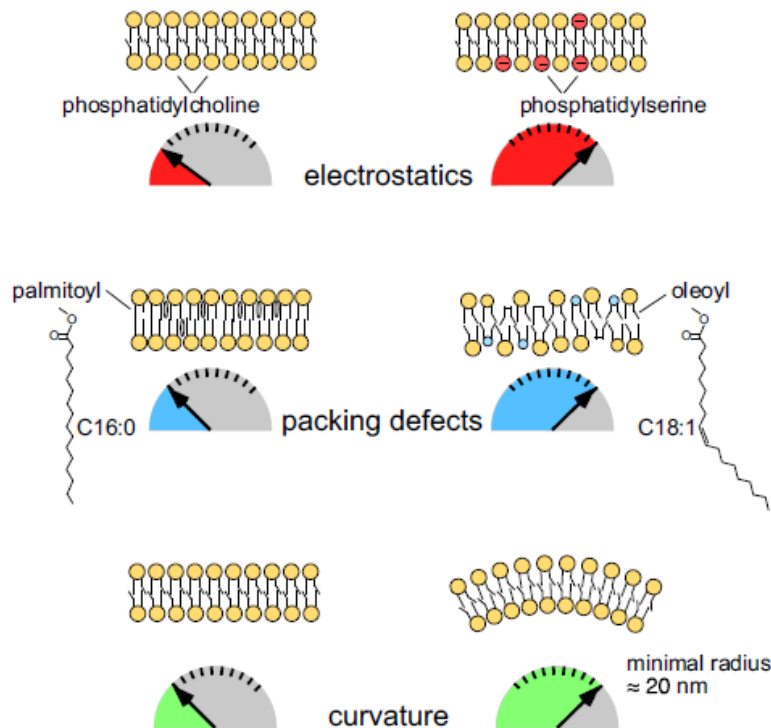 phosphatidylcholine
phosphatidylserine
electrostatics
palmitoyl
oleoyl
O
O
O
O
C16:0
packing defects
C18:1
minimal radius
≈ 20 nm
curvature